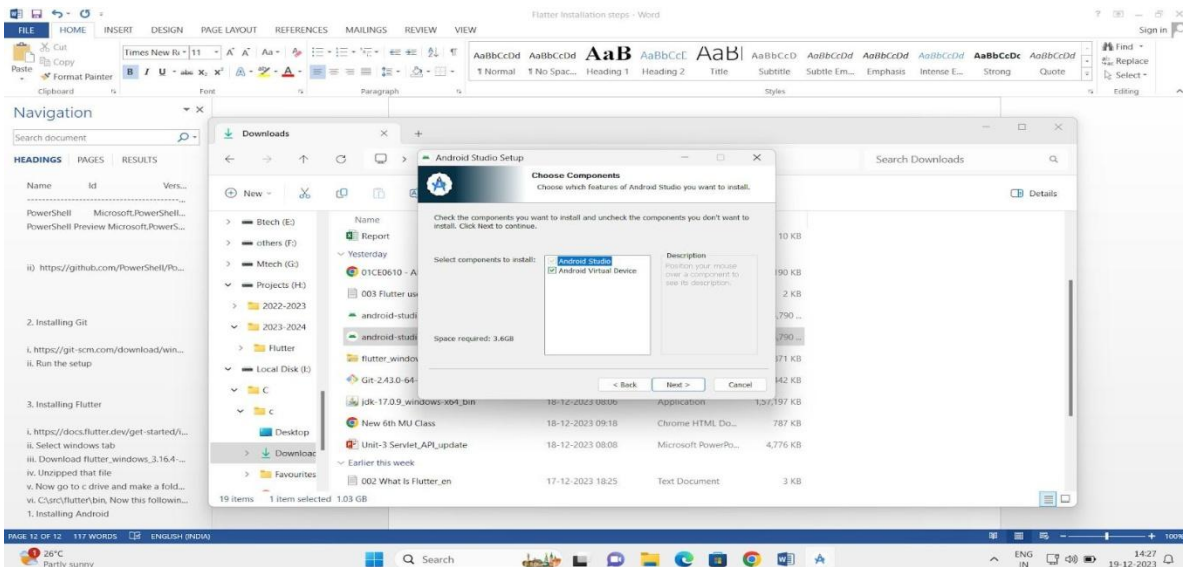 Flatter Installation steps - Word
FILE HOME INSERT DESIGN PAGE LAYOUT REFERENCES MAILINGS REVIEW VIEW Sign in
Paste
Cut
Copy
Format Painter
Clipboard
Times New Ro 11
Font
Paragraph
AaBbCcDd AaBbCcDd AaB AaBbCcE AaB AaBbCcD AaBbCcDd AaBbCcDd AaBbCcDd AaBbCcDc AaBbCcDd
¶ Normal ¶ No Spac... Heading 1 Heading 2 Title Subtitle Subtle Em... Emphasis Intense E... Strong Quote
Styles
Find
Replace
Select
Editing
Navigation
Search document
HEADINGS PAGES RESULTS
Name Id Vers...
PowerShell Microsoft.PowerShell...
PowerShell Preview Microsoft.PowerS...
ii) https://github.com/PowerShell/Po...
2. Installing Git
i. https://git-scm.com/download/win...
ii. Run the setup
3. Installing Flutter
i. https://docs.flutter.dev/get-started/i...
ii. Select windows tab
iii. Download flutter_windows_3.16.4-...
iv. Unzipped that file
v. Now go to c drive and make a fold...
vi. C:\src\flutter\bin, Now this followin...
1. Installing Android
Downloads
Search Downloads
New
Details
Btech (E:)
others (F:)
Mtech (G:)
Projects (H:)
2022-2023
2023-2024
Flutter
Local Disk (I:)
C
c
Desktop
Downloac
Favourites
Name
Report 10 KB
Yesterday
01CE0610 - A 190 KB
003 Flutter us 2 KB
android-studi ,790 ...
android-studi ,790 ...
flutter_windov 371 KB
Git-2.43.0-64- 442 KB
jdk-17.0.9_windows-x64_bin 18-12-2023 08:06 Application 1,57,197 KB
New 6th MU Class 18-12-2023 09:18 Chrome HTML Do... 787 KB
Unit-3 Servlet_API_update 18-12-2023 08:08 Microsoft PowerPo... 4,776 KB
Earlier this week
002 What Is Flutter_en 17-12-2023 18:25 Text Document 3 KB
19 items 1 item selected 1.03 GB
Android Studio Setup
Choose Components
Choose which features of Android Studio you want to install.
Check the components you want to install and uncheck the components you don't want to
install. Click Next to continue.
Select components to install:
Android Studio
Android Virtual Device
Description
Position your mouse
over a component to
see its description.
Space required: 3.6GB
< Back Next > Cancel
PAGE 12 OF 12 117 WORDS ENGLISH (INDIA) 100%
26°C
Partly sunny
Search
ENG
IN
14:27
19-12-2023